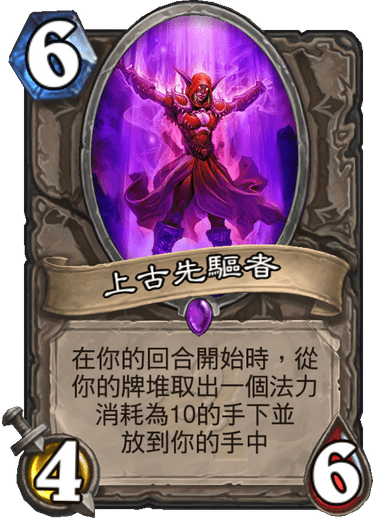 6
上古先驅者
在你的回合開始時，從
你的牌堆取出一個法力
消耗為10的手下並
放到你的手中
4
6